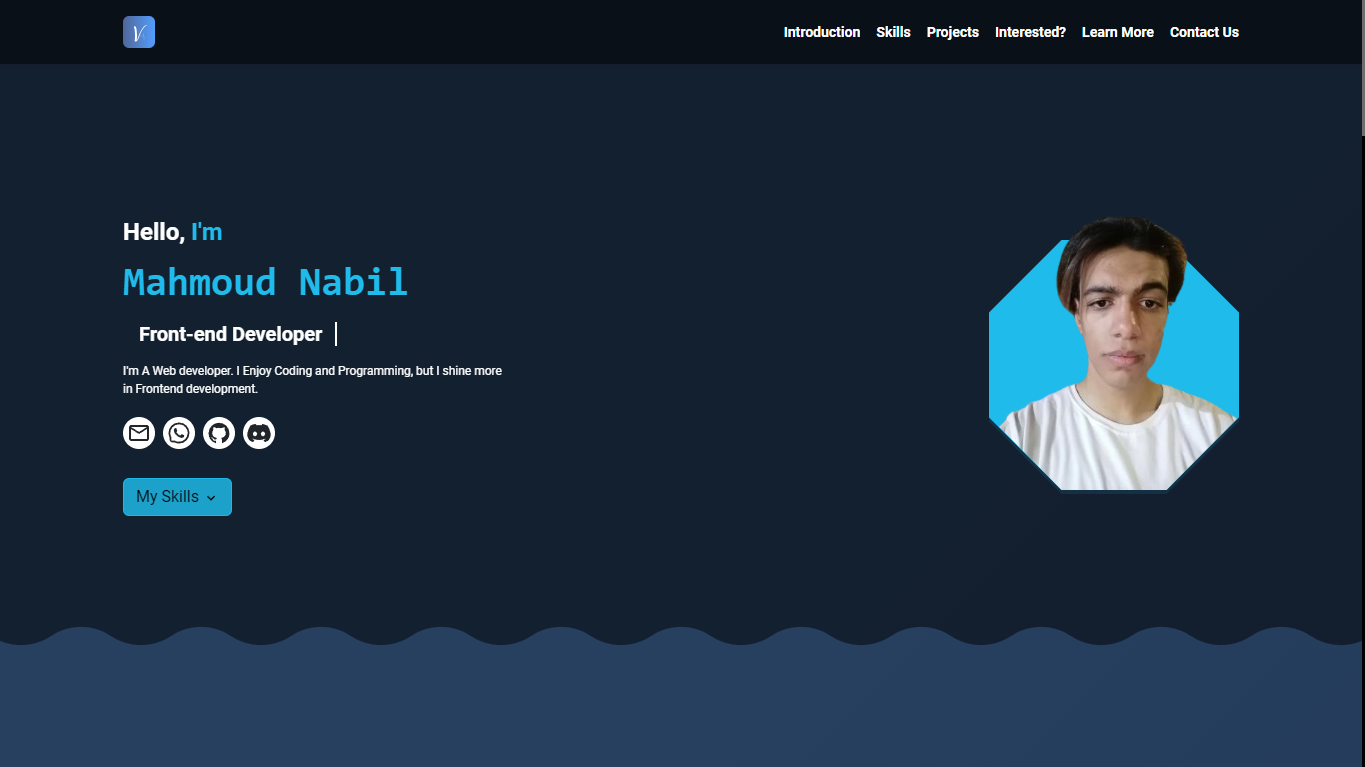 V
Introduction Skills Projects Interested? Learn More Contact Us
Hello, I'm
Mahmoud Nabil
Front-end Developer
I'm A Web developer. I Enjoy Coding and Programming, but I shine more
in Frontend development.
My Skills